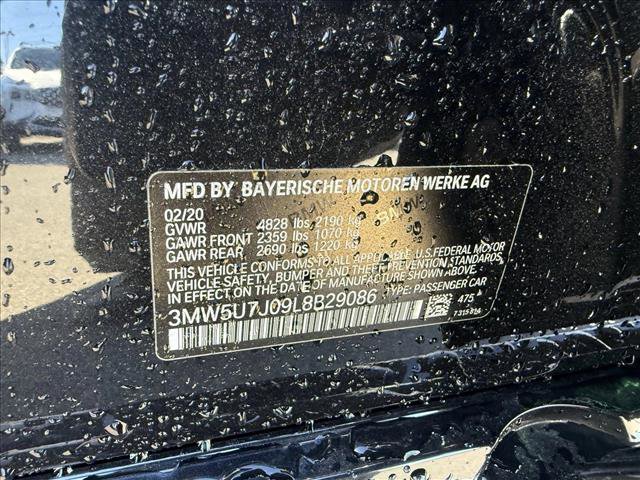 MFD BY BAYERISCHE MOTOREN WERKE AG
02/20
GVWR 4828 lbs 2190 kg
GAWR FRONT 2359 lbs 1070 kg
GAWR REAR 2690 lbs 1220 kg
THIS VEHICLE CONFORMS TO ALL APPLICABLE U.S. FEDERAL MOTOR
VEHICLE SAFETY, BUMPER AND THEFT PREVENTION STANDARDS
IN EFFECT ON THE DATE OF MANUFACTURE SHOWN ABOVE.
3MW5U7J09L8B29086 TYPE: PASSENGER CAR
475